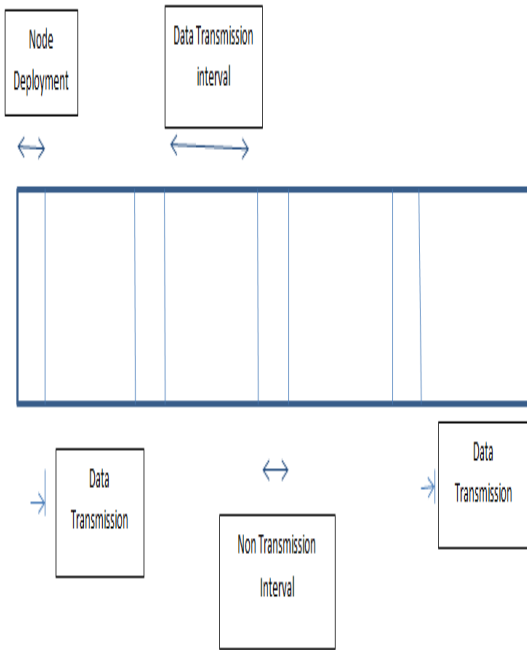 Node
Deployment
Data Transmission
interval
Data
Transmission
Non Transmission
Interval
Data
Transmission